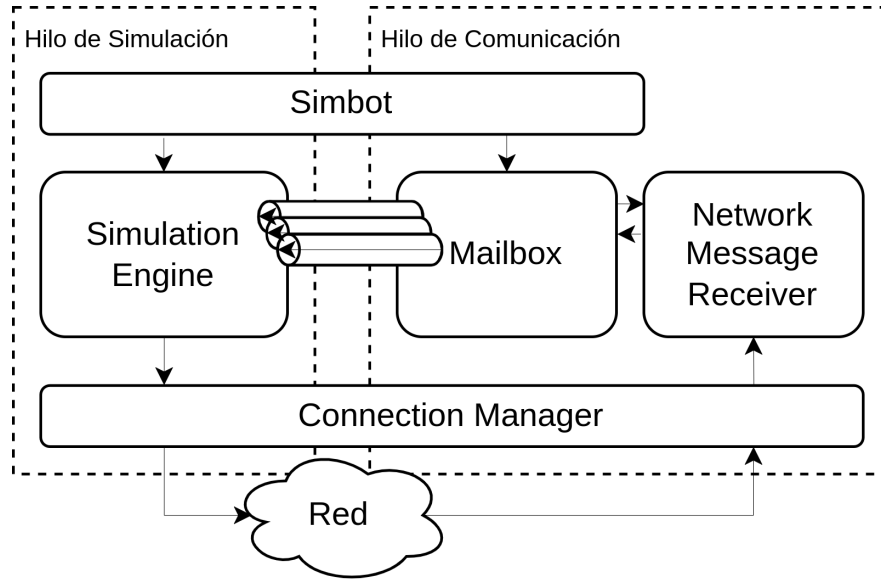 Hilo de Simulación
Hilo de Comunicación
Simbot
Simulation
Engine
Mailbox
Network
Message
Receiver
Connection Manager
Red